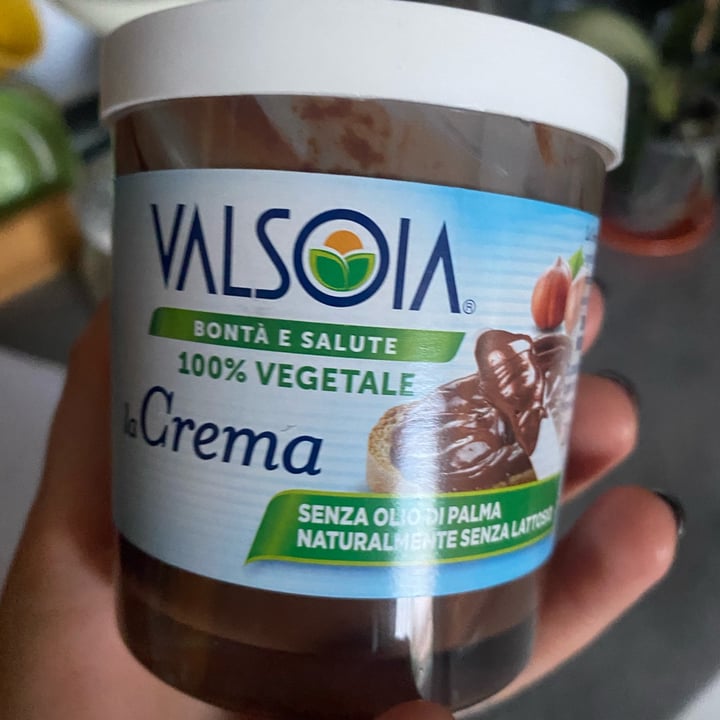 VALSOIA®
BONTÀ E SALUTE
100% VEGETALE
la Crema
SENZA OLIO DI PALMA
NATURALMENTE SENZA LATTOSIO